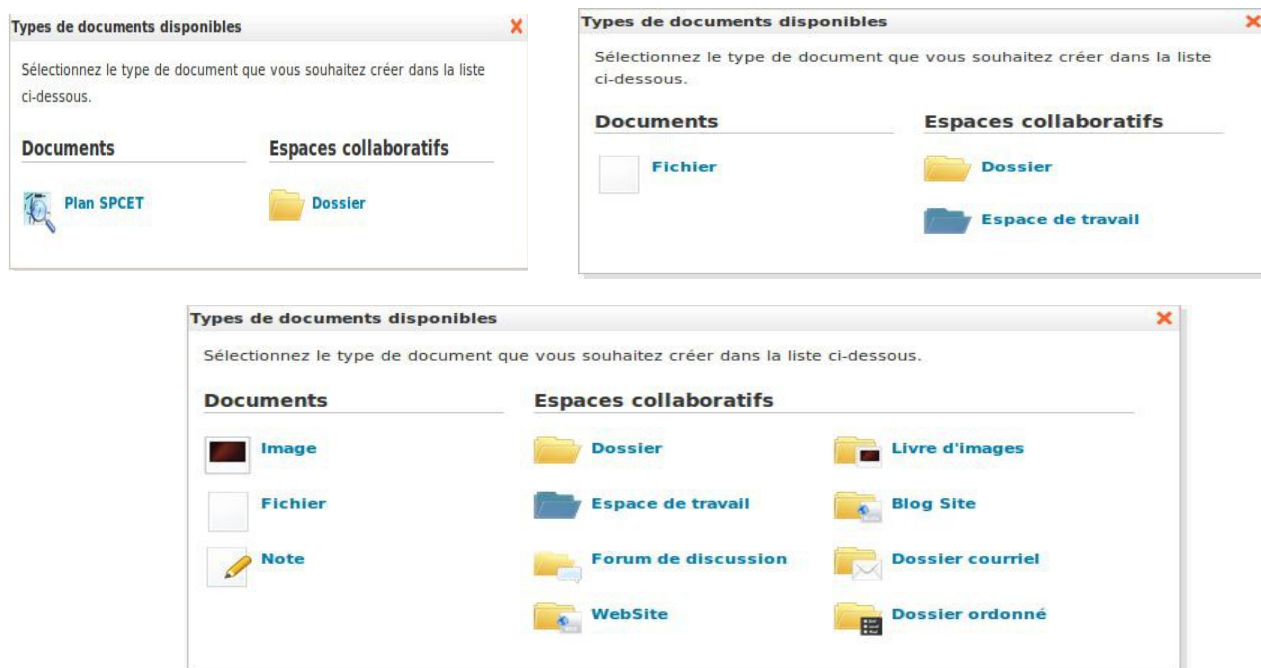 Types de documents disponibles
Sélectionnez le type de document que vous souhaitez créer dans la liste
ci-dessous.
Documents
Espaces collaboratifs
Plan SPCET
Dossier
Types de documents disponibles
Sélectionnez le type de document que vous souhaitez créer dans la liste
ci-dessous.
Documents
Espaces collaboratifs
Fichier
Dossier
Espace de travail
Types de documents disponibles
Sélectionnez le type de document que vous souhaitez créer dans la liste ci-dessous.
Documents
Espaces collaboratifs
Image
Dossier
Livre d'images
Fichier
Espace de travail
Blog Site
Note
Forum de discussion
Dossier courriel
WebSite
Dossier ordonné